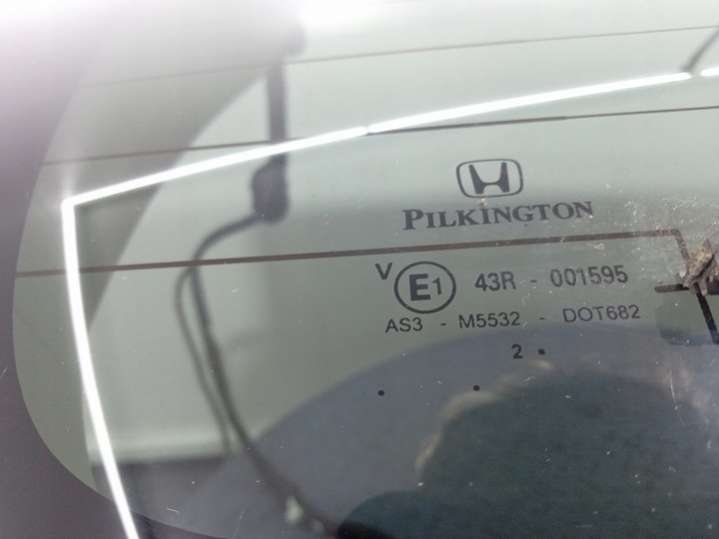 PILKINGTON
V E1 43R - 001595
AS3 - M5532 - DOT682
2 •
• •